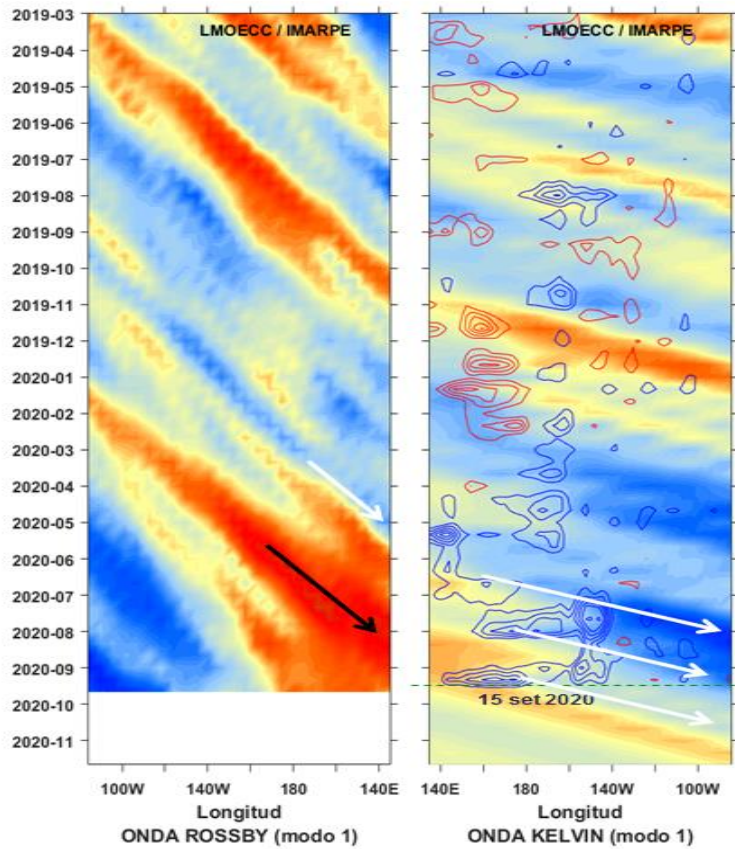 LMOECC / IMARPE
LMOECC / IMARPE
2019-03
2019-04
2019-05
2019-06
2019-07
2019-08
2019-09
2019-10
2019-11
2019-12
2020-01
2020-02
2020-03
2020-04
2020-05
2020-06
2020-07
2020-08
2020-09
2020-10
2020-11
15 set 2020
100W 140W 180 140E
140E 180 140W 100W
Longitud
ONDA ROSSBY (modo 1)
Longitud
ONDA KELVIN (modo 1)